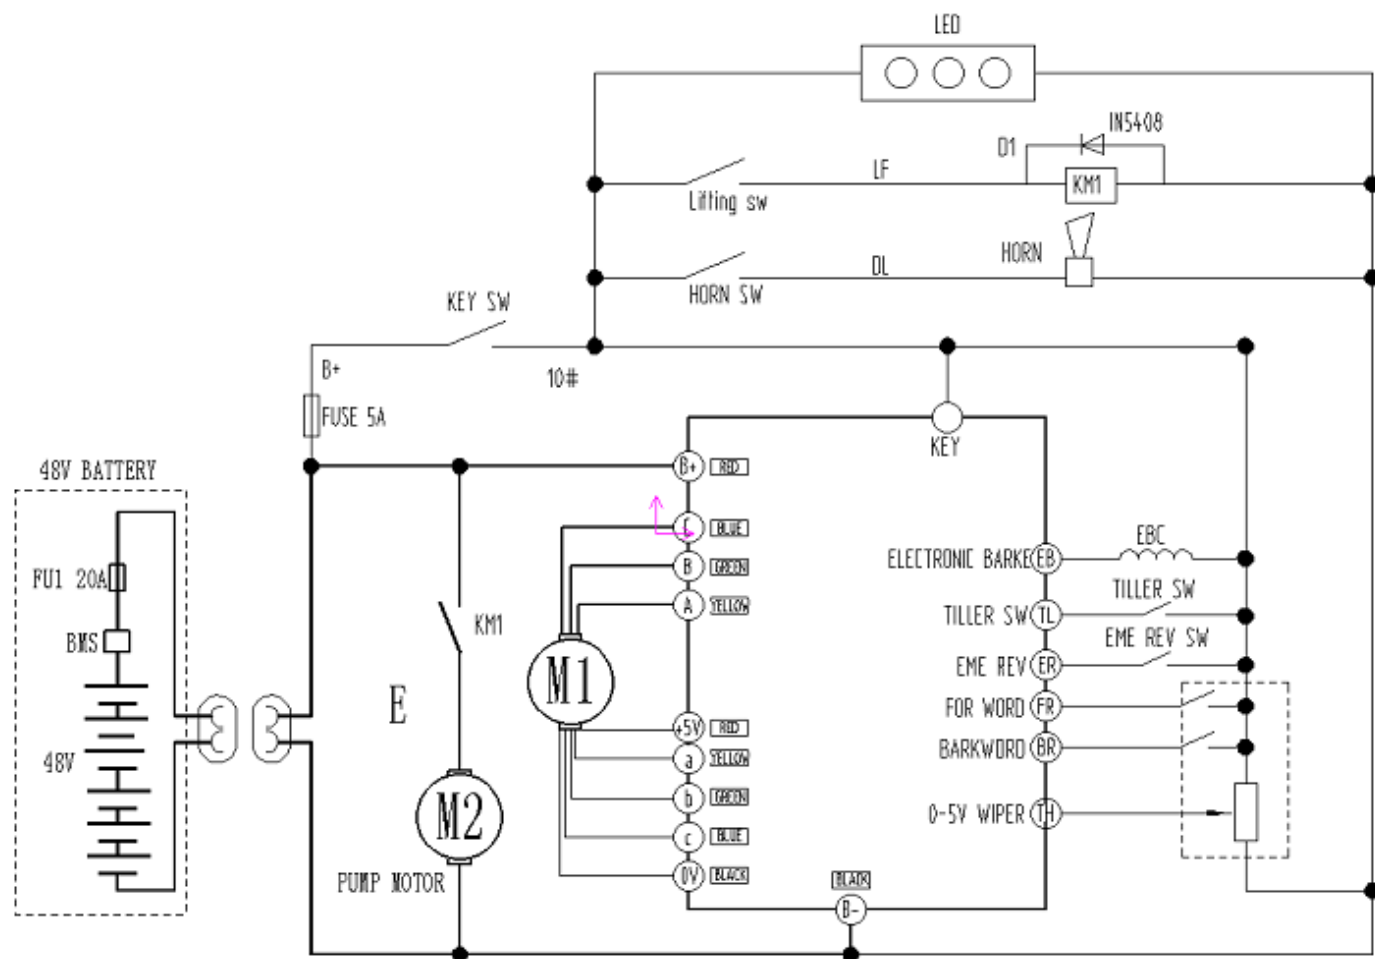 LED
IN5408
D1
LF
KM1
Lifting sw
HORN
DL
HORN SW
KEY SW
B+
10#
FUSE 5A
KEY
48V BATTERY
B+ RED
BLUE
FU1 20A
B GREEN
A YELLOW
KM1
BMS
M1
E
48V
M2
PUMP MOTOR
+5V RED
a YELLOW
b GREEN
c BLUE
0V BLACK
BLACK
B-
ELECTRONIC BARKE EB
EBC
TILLER SW
TILLER SW TL
EME REV SW
EME REV ER
FOR WORD FR
BARKWORD BR
0-5V WIPER TH